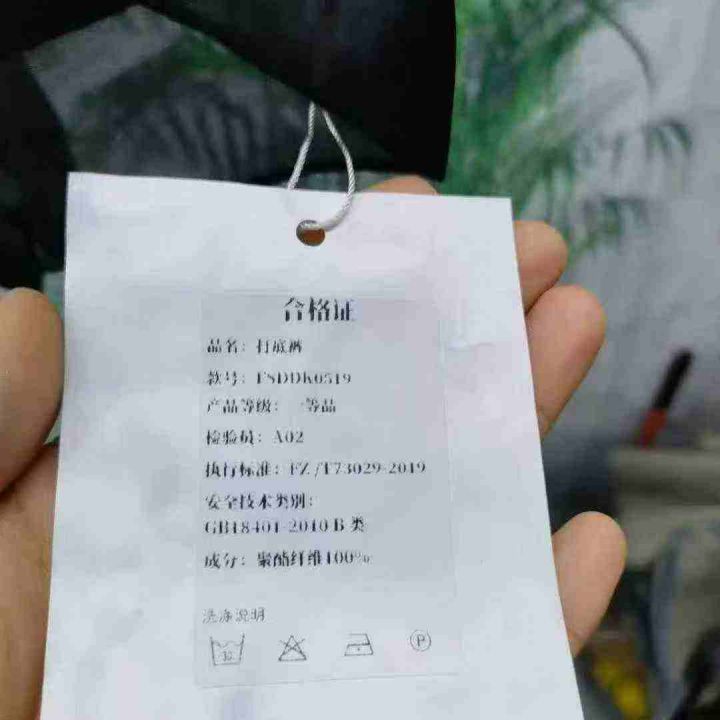 合格证
品名：打底裤
款号：FSDDK0519
产品等级：一等品
检验员：A02
执行标准：FZ/T73029-2019
安全技术类别：
GB18401-2010 B 类
成分：聚酯纤维100%
洗涤说明
30
P